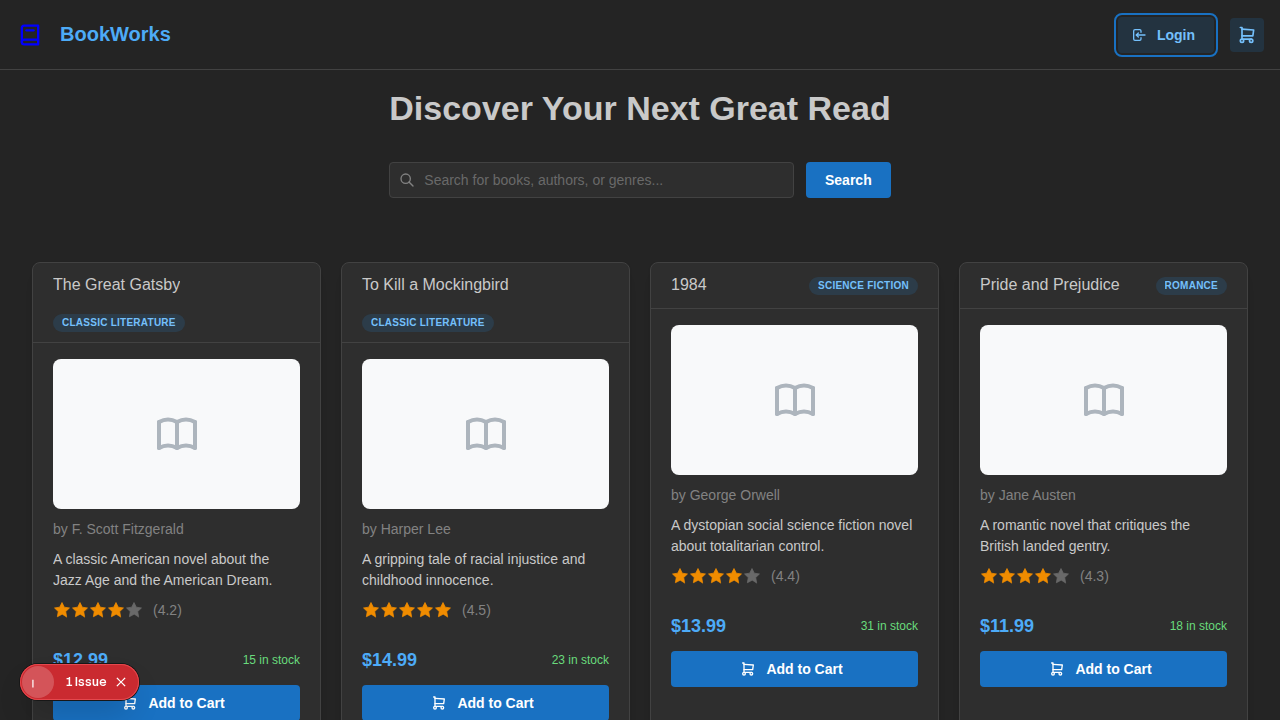 BookWorks
Login
Discover Your Next Great Read
Search for books, authors, or genres...
Search
The Great Gatsby
CLASSIC LITERATURE
by F. Scott Fitzgerald
A classic American novel about the
Jazz Age and the American Dream.
(4.2)
$12.99
15 in stock
Add to Cart
To Kill a Mockingbird
CLASSIC LITERATURE
by Harper Lee
A gripping tale of racial injustice and
childhood innocence.
(4.5)
$14.99
23 in stock
Add to Cart
1984
SCIENCE FICTION
by George Orwell
A dystopian social science fiction novel
about totalitarian control.
(4.4)
$13.99
31 in stock
Add to Cart
Pride and Prejudice
ROMANCE
by Jane Austen
A romantic novel that critiques the
British landed gentry.
(4.3)
$11.99
18 in stock
Add to Cart
1 Issue